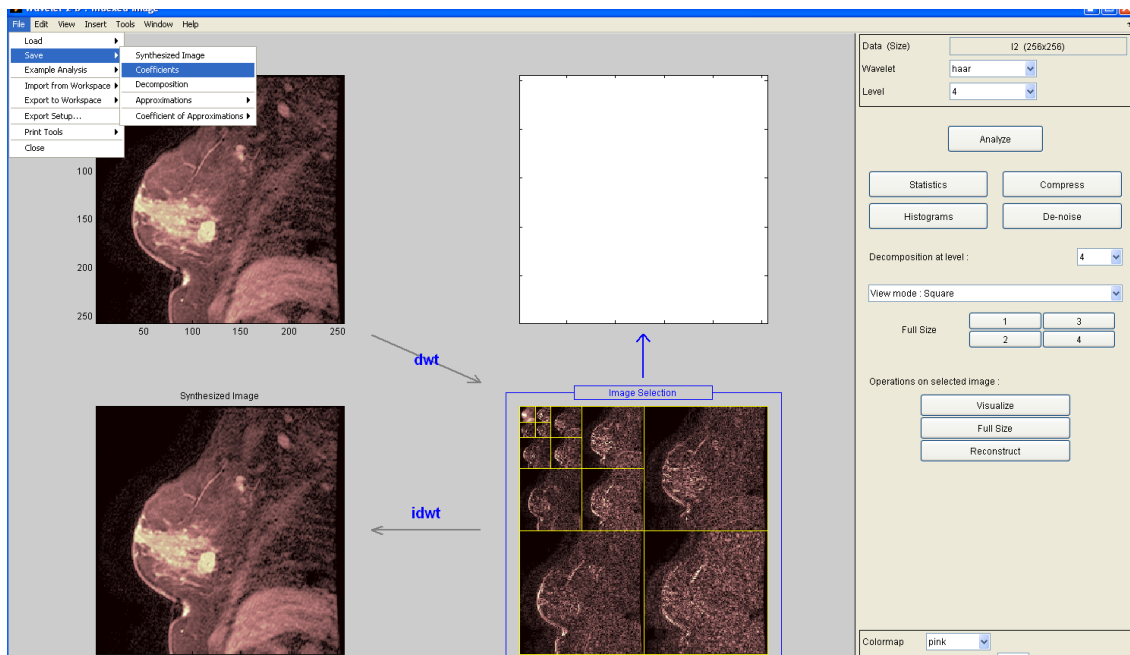 Wavelet 2-D : Indexed Image
File Edit View Insert Tools Window Help
Load
Save
Example Analysis
Import from Workspace
Export to Workspace
Export Setup...
Print Tools
Close
Synthesized Image
Coefficients
Decomposition
Approximations
Coefficient of Approximations
100
150
200
250
50 100 150 200 250
dwt
Synthesized Image
Image Selection
idwt
Data (Size) I2 (256x256)
Wavelet haar
Level 4
Analyze
Statistics Compress
Histograms De-noise
Decomposition at level : 4
View mode : Square
Full Size 1 3
2 4
Operations on selected image :
Visualize
Full Size
Reconstruct
Colormap pink